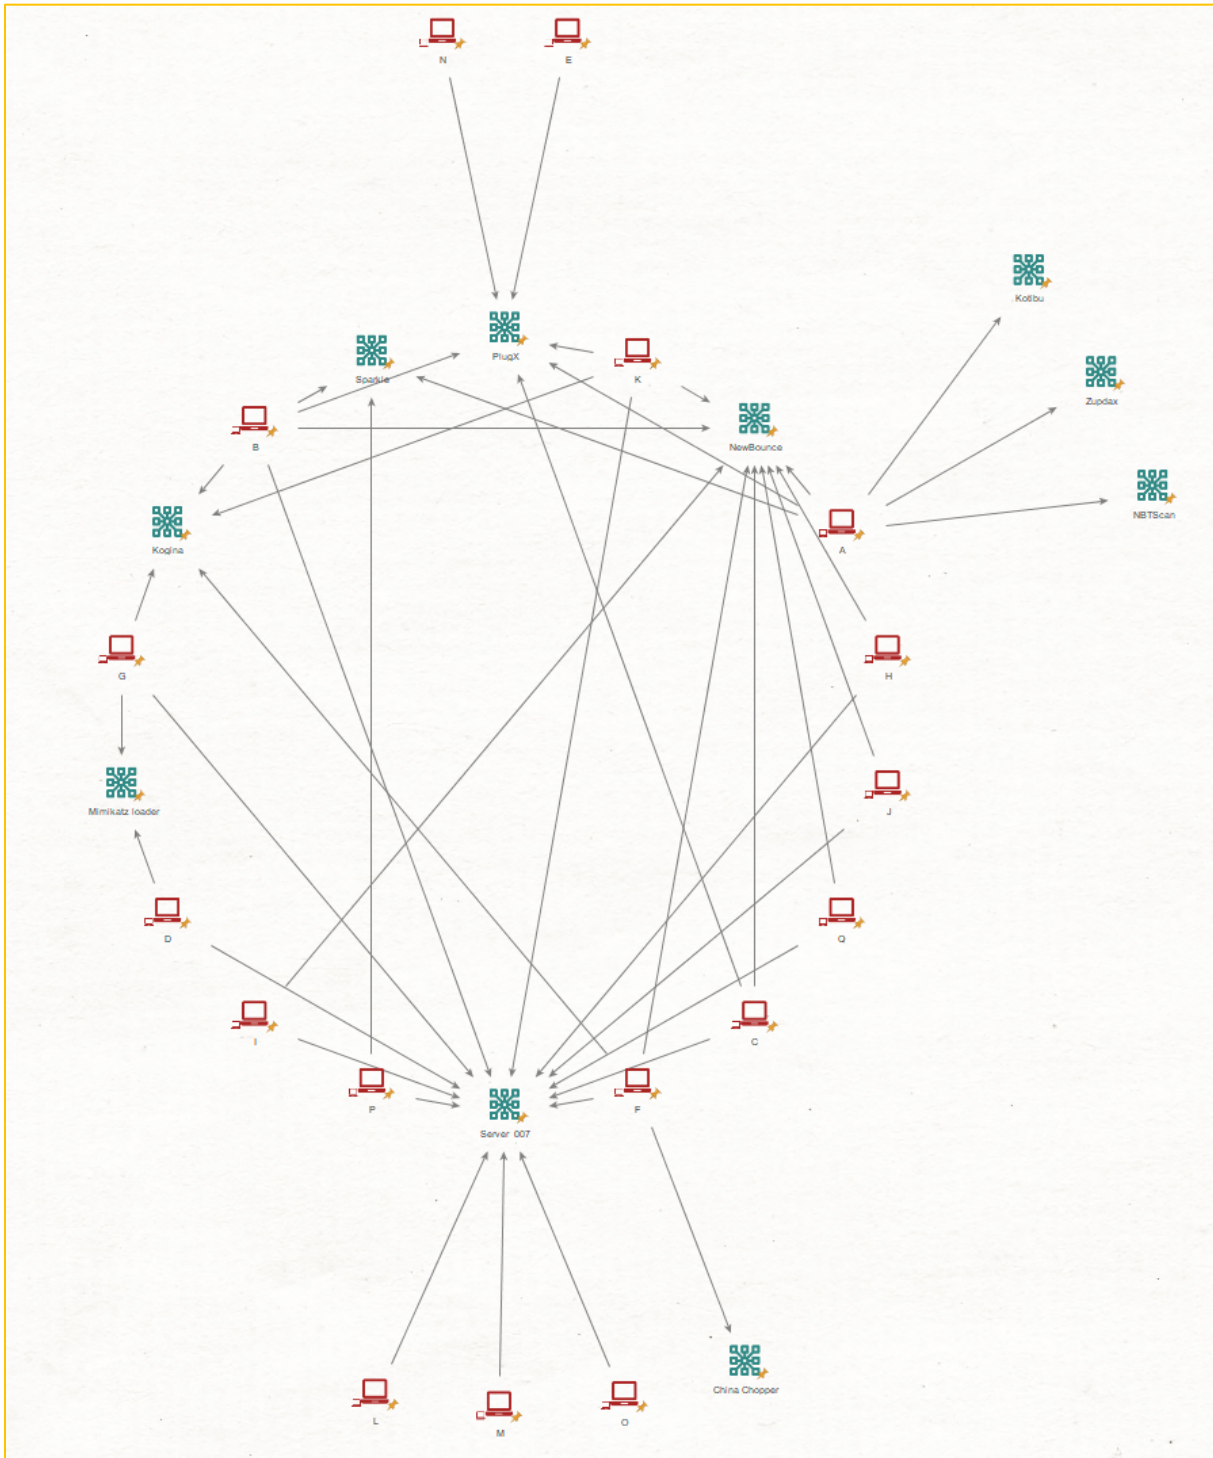 N
E
Kotibu
PlugX
Sparkle
K
Zupdax
B
NewBounce
NBTScan
Kogina
A
G
H
Mimikatz loader
J
D
Q
I
C
P
F
Server 007
China Chopper
L
O
M